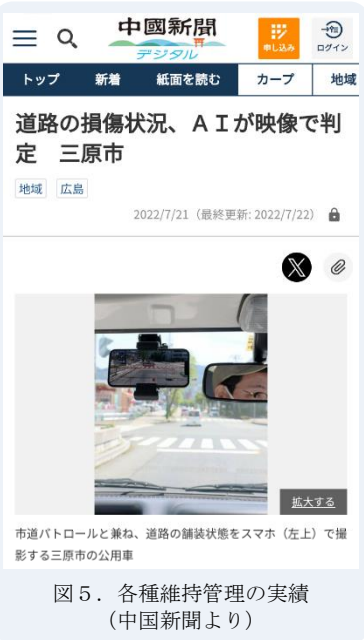 中國新聞
デジタル
申し込み
ログイン
トップ 新着 紙面を読む カープ 地域
道路の損傷状況、ＡＩが映像で判
定　三原市
地域 広島
2022/7/21（最終更新: 2022/7/22）
拡大する
市道パトロールと兼ね、道路の舗装状態をスマホ（左上）で撮
影する三原市の公用車
図５．各種維持管理の実績
（中国新聞より）